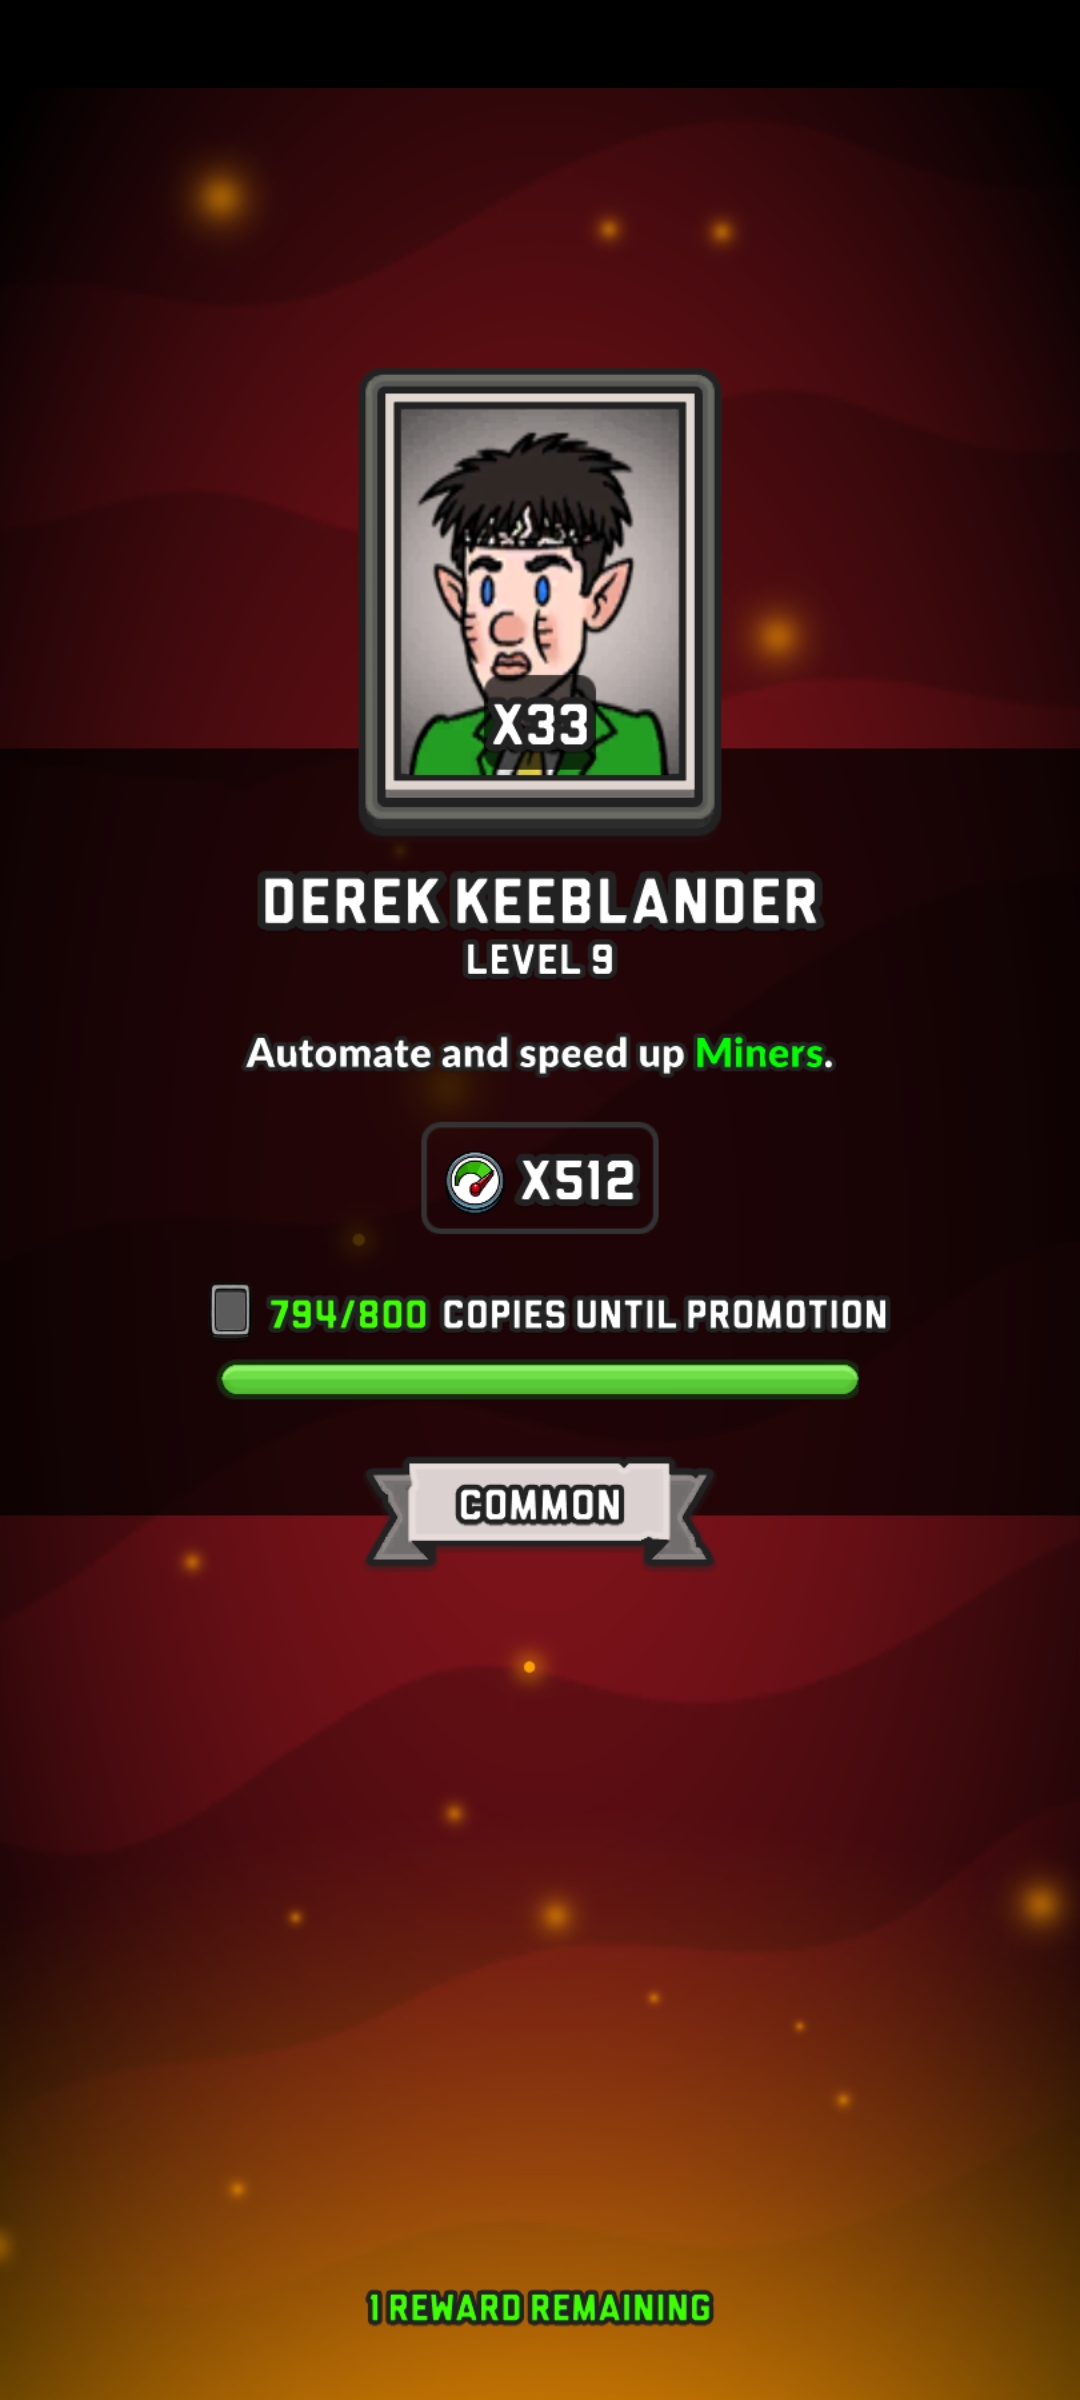 X33
DEREK KEEBLANDER
LEVEL 9
Automate and speed up Miners.
X512
794/800 COPIES UNTIL PROMOTION
COMMON
1 REWARD REMAINING